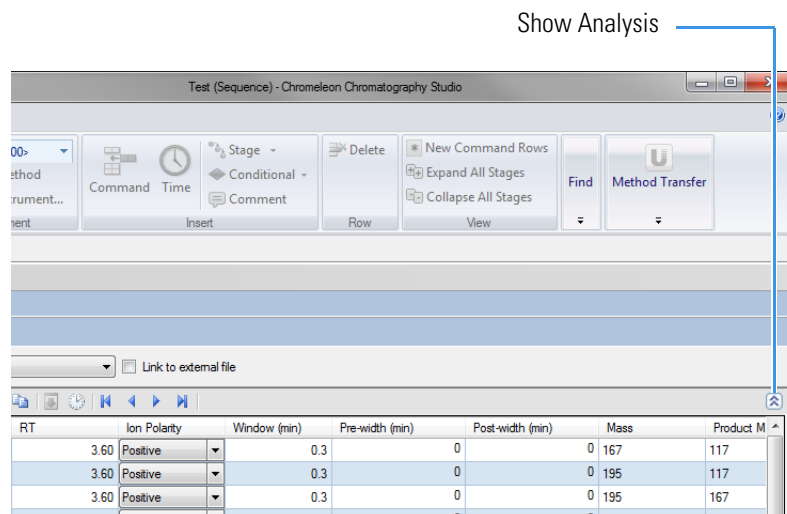 Show Analysis
Test (Sequence) - Chromeleon Chromatography Studio
00>
ethod
rument...
ment
Command
Time
Stage
Conditional
Comment
Insert
Delete
Row
New Command Rows
Expand All Stages
Collapse All Stages
View
Find
Method Transfer
Link to external file
RT Ion Polarity Window (min) Pre-width (min) Post-width (min) Mass Product M
3.60 Positive 0.3 0 0 167 117
3.60 Positive 0.3 0 0 195 117
3.60 Positive 0.3 0 0 195 167